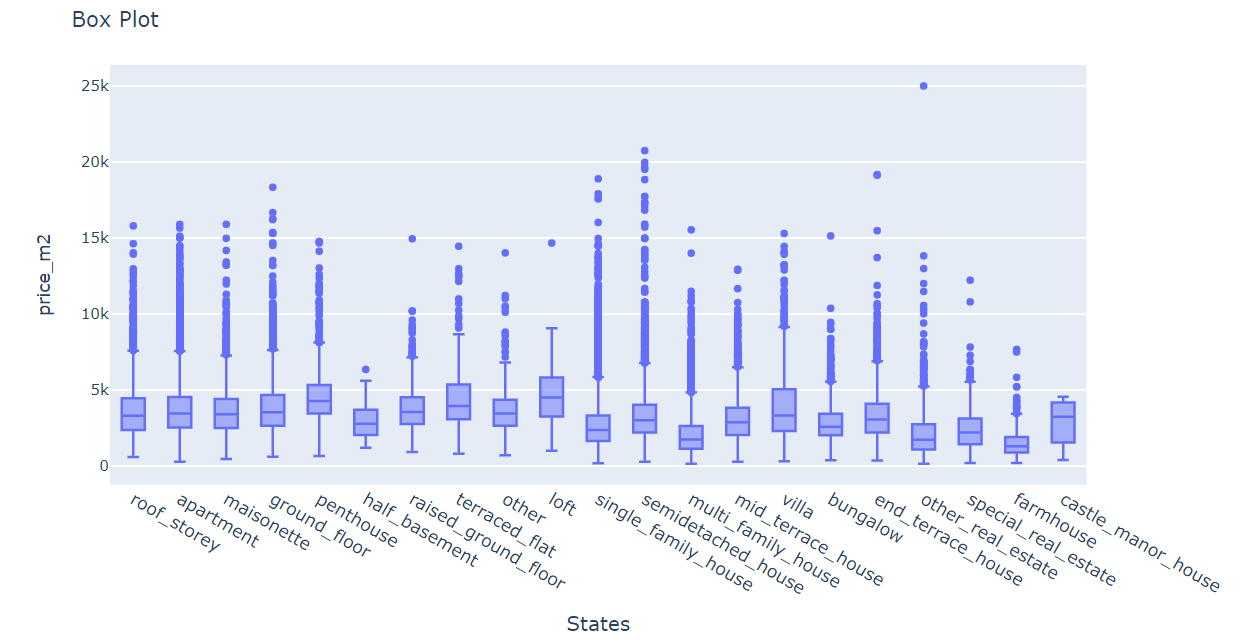 Box Plot
25k
20k
15k
10k
5k
0
price_m2
roof_storey
apartment
maisonette
ground_floor
penthouse
half_basement
raised_ground_floor
terraced_flat
other
loft
single_family_house
semidetached_house
multi_family_house
mid_terrace_house
villa
bungalow
end_terrace_house
other_real_estate
special_real_estate
farmhouse
castle_manor_house
States